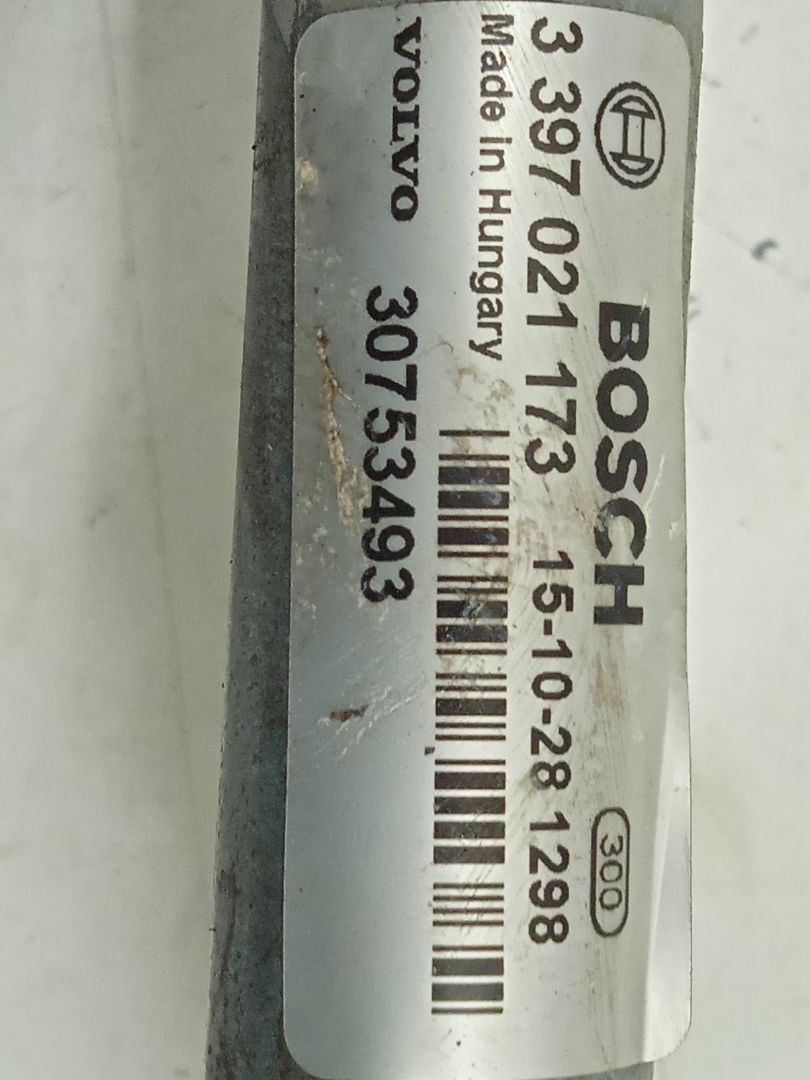 BOSCH
300
3 397 021 173 15-10-28 1298
Made in Hungary
VOLVO 30753493